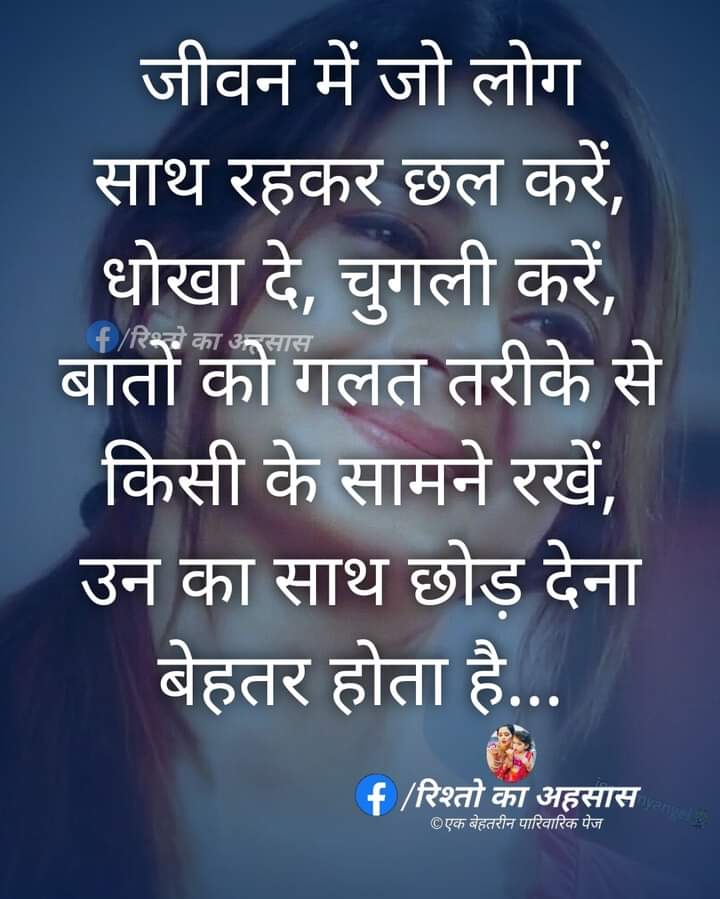 जीवन में जो लोग
साथ रहकर छल करें,
धोखा दे, चुगली करें,
/रिश्तो का अहसास
बातों को गलत तरीके से
किसी के सामने रखें,
उन का साथ छोड़ देना
बेहतर होता है...
/रिश्तो का अहसास
©एक बेहतरीन पारिवारिक पेज